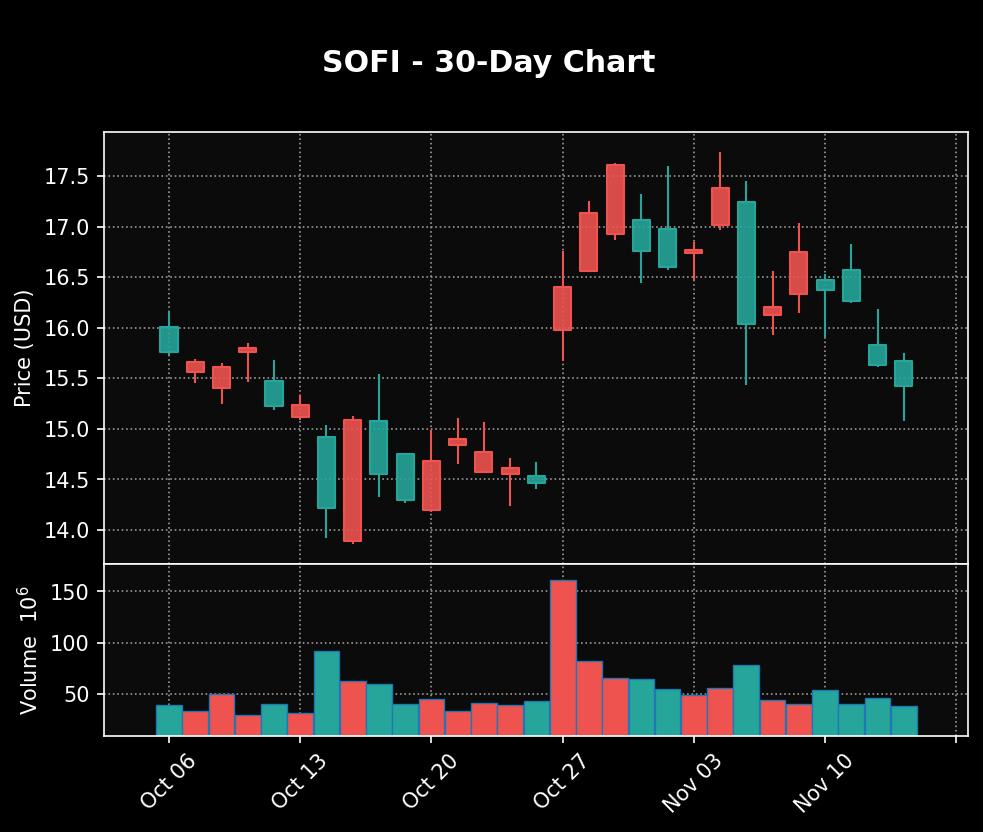 SOFI - 30-Day Chart
Price (USD)
17.5
17.0
16.5
16.0
15.5
15.0
14.5
14.0
Volume 10^6
150
100
50
Oct 06
Oct 13
Oct 20
Oct 27
Nov 03
Nov 10